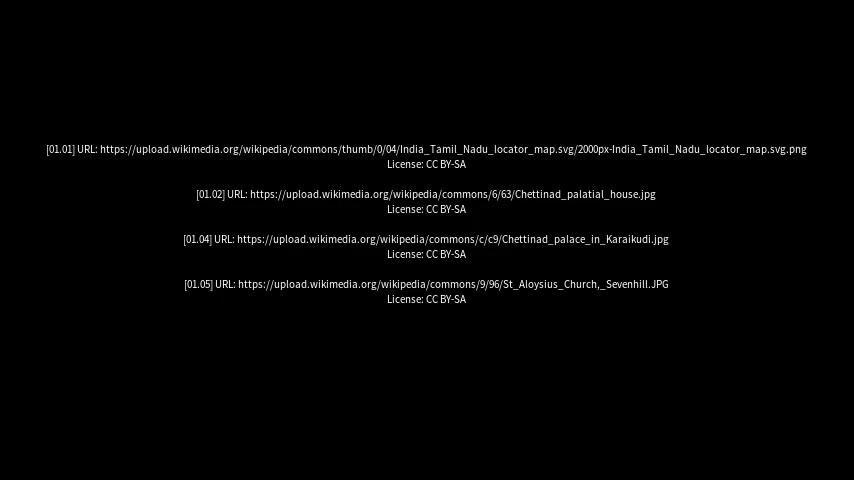 [01.01] URL: https://upload.wikimedia.org/wikipedia/commons/thumb/0/04/India_Tamil_Nadu_locator_map.svg/2000px-India_Tamil_Nadu_locator_map.svg.png
License: CC BY-SA
[01.02] URL: https://upload.wikimedia.org/wikipedia/commons/6/63/Chettinad_palatial_house.jpg
License: CC BY-SA
[01.04] URL: https://upload.wikimedia.org/wikipedia/commons/c/c9/Chettinad_palace_in_Karaikudi.jpg
License: CC BY-SA
[01.05] URL: https://upload.wikimedia.org/wikipedia/commons/9/96/St_Aloysius_Church,_Sevenhill.JPG
License: CC BY-SA